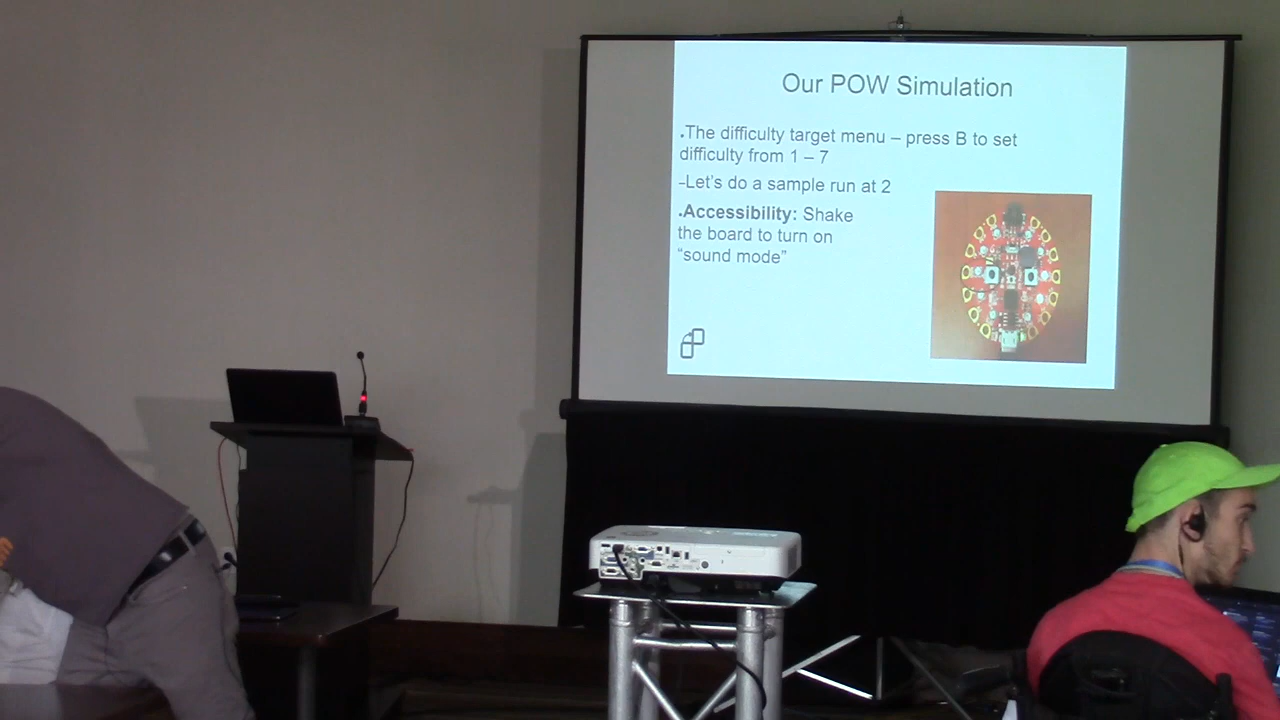 Our POW Simulation
.The difficulty target menu – press B to set
difficulty from 1 – 7
–Let's do a sample run at 2
.Accessibility: Shake
the board to turn on
“sound mode”